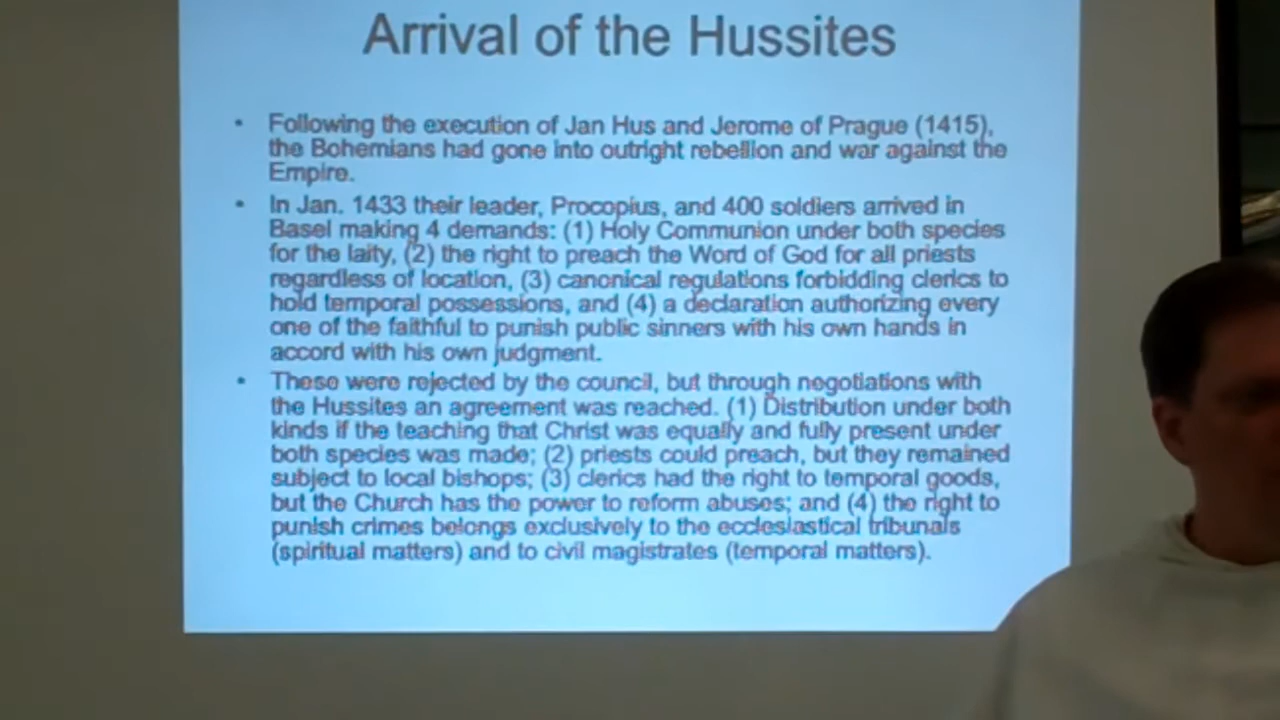 Arrival of the Hussites
• Following the execution of Jan Hus and Jerome of Prague (1415),
the Bohemians had gone into outright rebellion and war against the
Empire.
• In Jan. 1433 their leader, Procopius, and 400 soldiers arrived in
Basel making 4 demands: (1) Holy Communion under both species
for the laity, (2) the right to preach the Word of God for all priests
regardless of location, (3) canonical regulations forbidding clerics to
hold temporal possessions, and (4) a declaration authorizing every
one of the faithful to punish public sinners with his own hands in
accord with his own judgment.
• These were rejected by the council, but through negotiations with
the Hussites an agreement was reached. (1) Distribution under both
kinds if the teaching that Christ was equally and fully present under
both species was made; (2) priests could preach, but they remained
subject to local bishops; (3) clerics had the right to temporal goods,
but the Church has the power to reform abuses; and (4) the right to
punish crimes belongs exclusively to the ecclesiastical tribunals
(spiritual matters) and to civil magistrates (temporal matters).